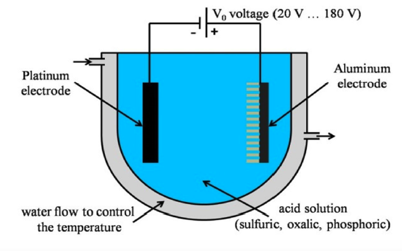 V₀ voltage (20 V ... 180 V)
- +
Platinum
electrode
Aluminum
electrode
water flow to control
the temperature
acid solution
(sulfuric, oxalic, phosphoric)